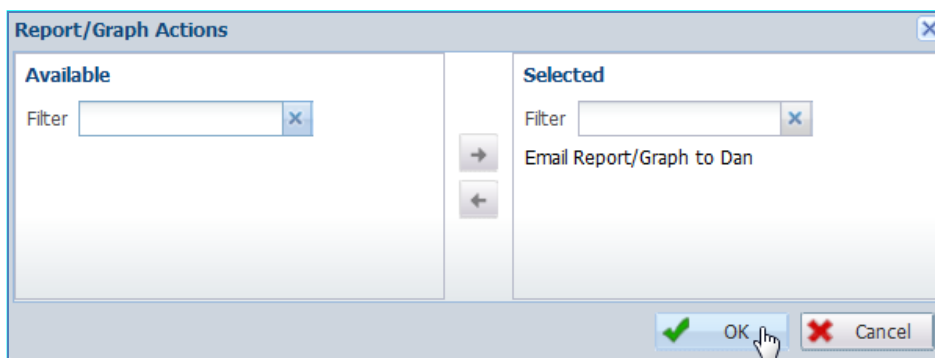 Report/Graph Actions
Available
Filter
Selected
Filter
Email Report/Graph to Dan
OK
Cancel